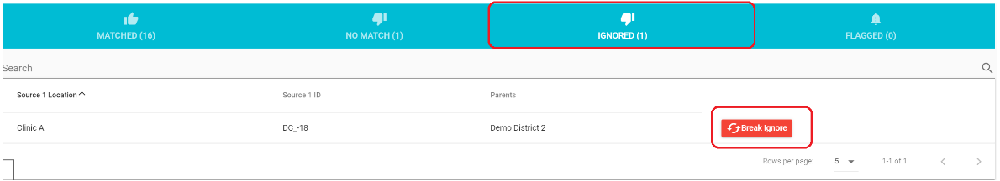 MATCHED (16)
NO MATCH (1)
IGNORED (1)
FLAGGED (0)
Search
Source 1 Location
Source 1 ID
Parents
Clinic A
DC_-18
Demo District 2
Break Ignore
Rows per page:
5
1-1 of 1